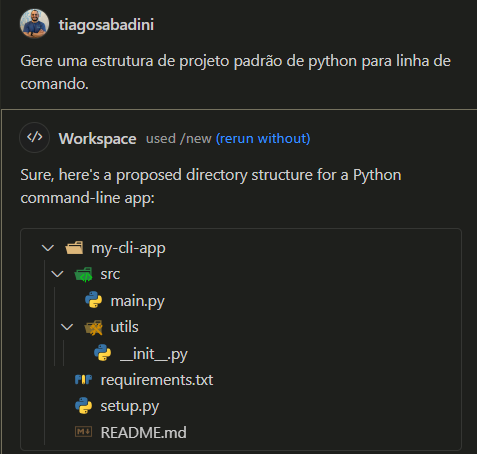 tiagosabadini
Gere uma estrutura de projeto padrão de python para linha de
comando.
Workspace used /new (rerun without)
Sure, here's a proposed directory structure for a Python
command-line app:
my-cli-app
src
main.py
utils
__init__.py
requirements.txt
setup.py
README.md